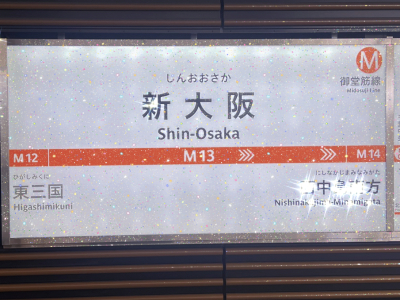 M
御堂筋線
Midosuji Line
しんおおさか
新大阪
Shin-Osaka
M12 M13 M14
ひがしみくに
東三国
Higashimikuni
にしなかじまみなみがた
Nishinakajima-Minamigata